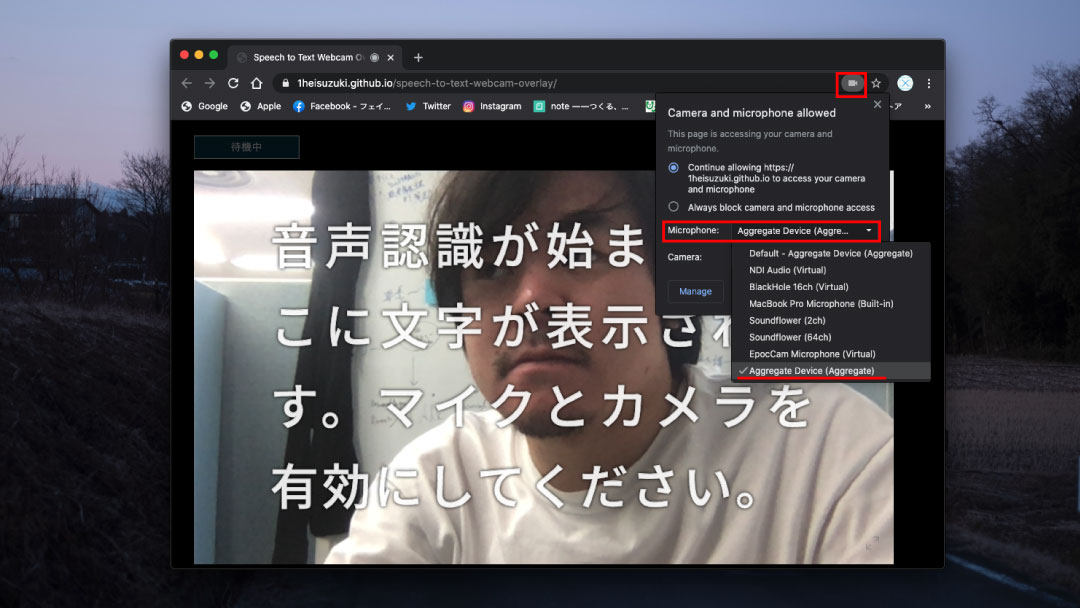 Speech to Text Webcam O
1heisuzuki.github.io/speech-to-text-webcam-overlay/
Google
Apple
Facebook - フェイ...
Twitter
Instagram
note ーーつくる、...
ア
»
待機中
Camera and microphone allowed
This page is accessing your camera and
microphone.
Continue allowing https://
1heisuzuki.github.io to access your camera
and microphone
Always block camera and microphone access
Microphone:
Aggregate Device (Aggre...
Camera:
Manage
Default - Aggregate Device (Aggregate)
NDI Audio (Virtual)
BlackHole 16ch (Virtual)
MacBook Pro Microphone (Built-in)
Soundflower (2ch)
Soundflower (64ch)
EpocCam Microphone (Virtual)
Aggregate Device (Aggregate)
音声認識が始ま
こに文字が表示され
す。マイクとカメラを
有効にしてください。